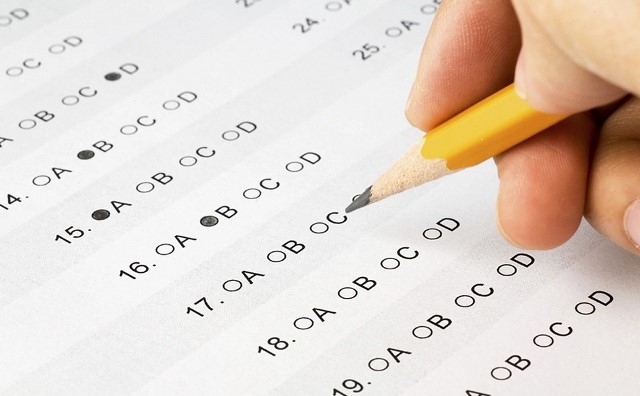 ○D
○C ○D
A ○B ○C ●D
14. ○A ●B ○C ○D
15. ●A ○B ○C ○D
16. ○A ●B ○C ○D
17. ○A ○B ○C
18. ○A ○B ○C ○D
19. ○A ○B ○C ○D
A ○B ○C ○D
24. ○A
25. ○A